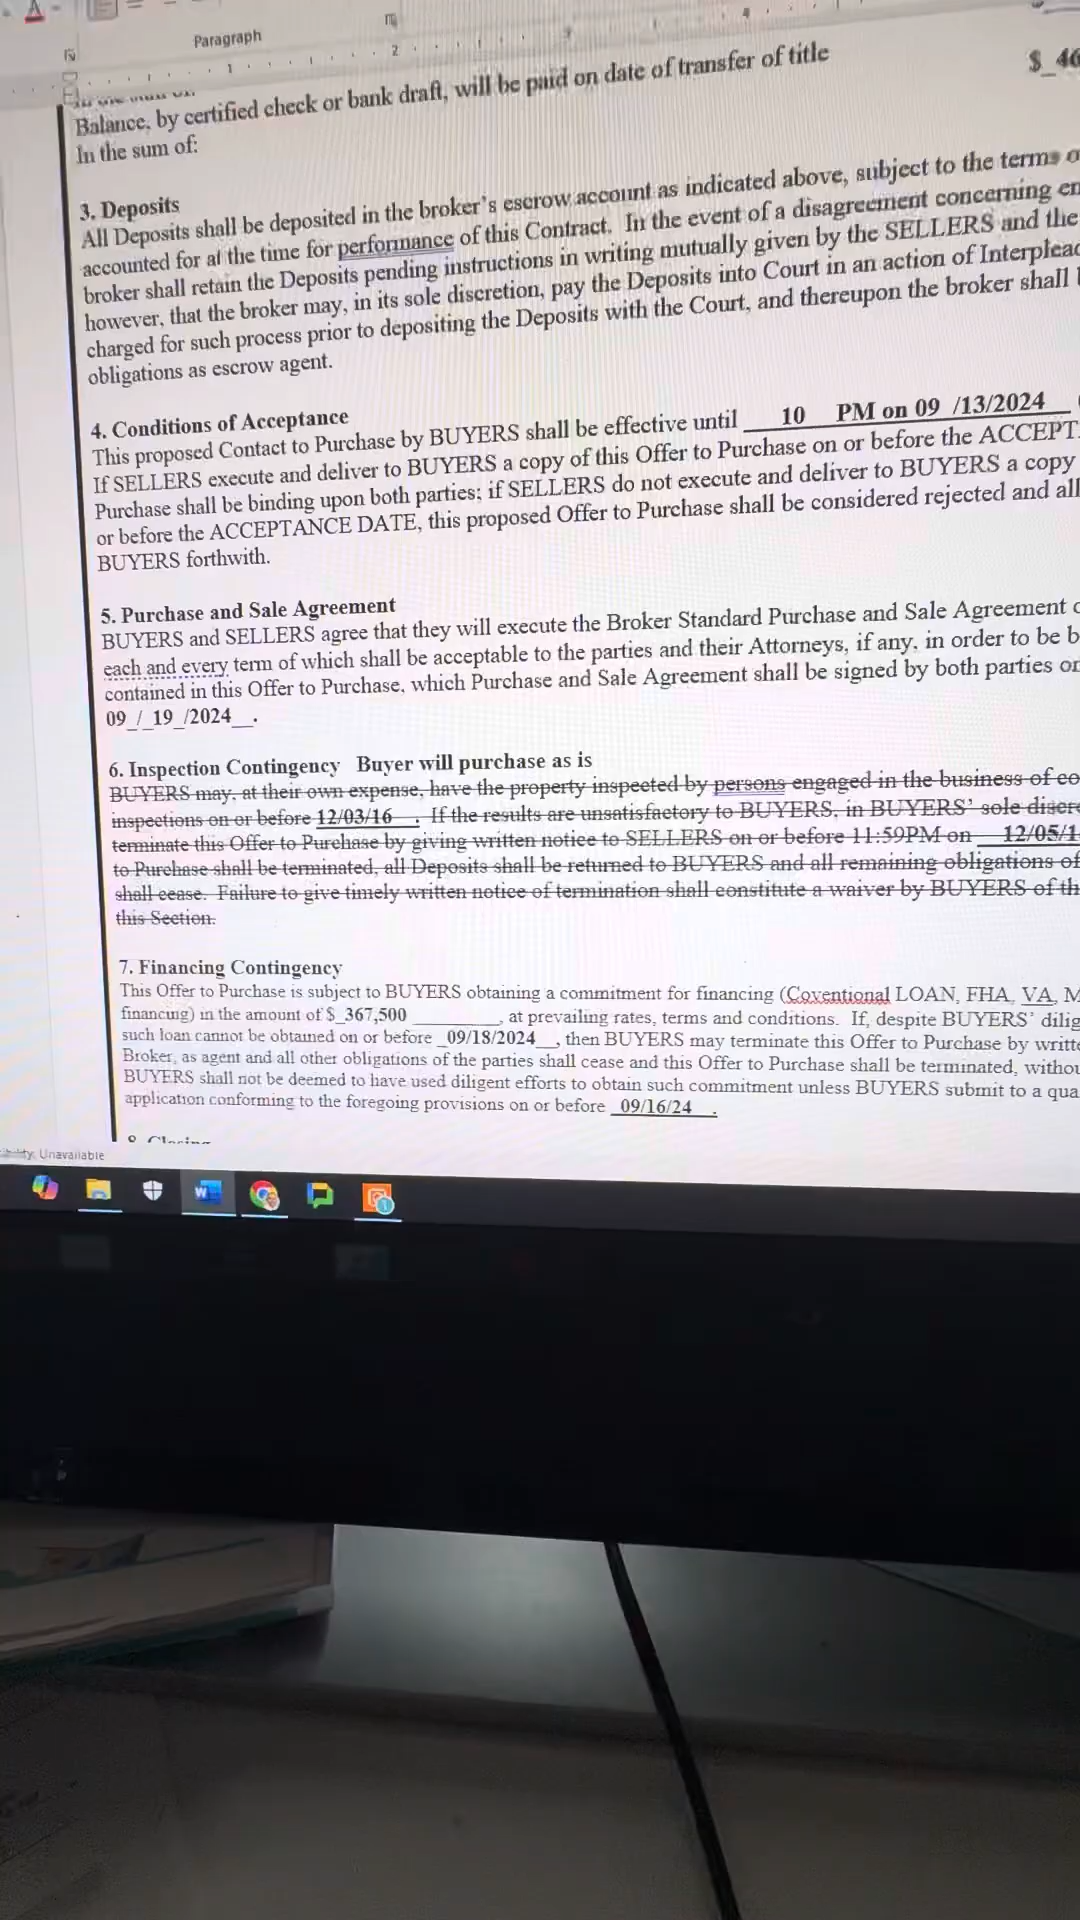 Paragraph
1
2
4
Balance, by certified check or bank draft, will be paid on date of transfer of title $_46
In the sum of:
3. Deposits
All Deposits shall be deposited in the broker's escrow account as indicated above, subject to the terms
accounted for at the time for performance of this Contract. In the event of a disagreement concerning
broker shall retain the Deposits pending instructions in writing mutually given by the SELLERS and the
however, that the broker may, in its sole discretion, pay the Deposits into Court in an action of Interplead
charged for such process prior to depositing the Deposits with the Court, and thereupon the broker shall
obligations as escrow agent.
4. Conditions of Acceptance
This proposed Contact to Purchase by BUYERS shall be effective until 10 PM on 09 /13/2024
If SELLERS execute and deliver to BUYERS a copy of this Offer to Purchase on or before the ACCEPT
Purchase shall be binding upon both parties; if SELLERS do not execute and deliver to BUYERS a copy
or before the ACCEPTANCE DATE, this proposed Offer to Purchase shall be considered rejected and all
BUYERS forthwith.
5. Purchase and Sale Agreement
BUYERS and SELLERS agree that they will execute the Broker Standard Purchase and Sale Agreement
each and every term of which shall be acceptable to the parties and their Attorneys, if any, in order to be b
contained in this Offer to Purchase, which Purchase and Sale Agreement shall be signed by both parties
09_/_19_/2024__.
6. Inspection Contingency Buyer will purchase as is
BUYERS may, at their own expense, have the property inspected by persons engaged in the business of co
inspections on or before 12/03/16 . If the results are unsatisfactory to BUYERS, in BUYERS' sole discre
terminate this Offer to Purchase by giving written notice to SELLERS on or before 11:59PM on 12/05/1
to Purchase shall be terminated, all Deposits shall be returned to BUYERS and all remaining obligations of
shall cease. Failure to give timely written notice of termination shall constitute a waiver by BUYERS of th
this Section.
7. Financing Contingency
This Offer to Purchase is subject to BUYERS obtaining a commitment for financing (Coventional LOAN, FHA, VA, M
financing) in the amount of $_367,500 ________, at prevailing rates, terms and conditions. If, despite BUYERS' dilig
such loan cannot be obtained on or before _09/18/2024__, then BUYERS may terminate this Offer to Purchase by writte
Broker, as agent and all other obligations of the parties shall cease and this Offer to Purchase shall be terminated, withou
BUYERS shall not be deemed to have used diligent efforts to obtain such commitment unless BUYERS submit to a qua
application conforming to the foregoing provisions on or before _09/16/24__.
Unavailable